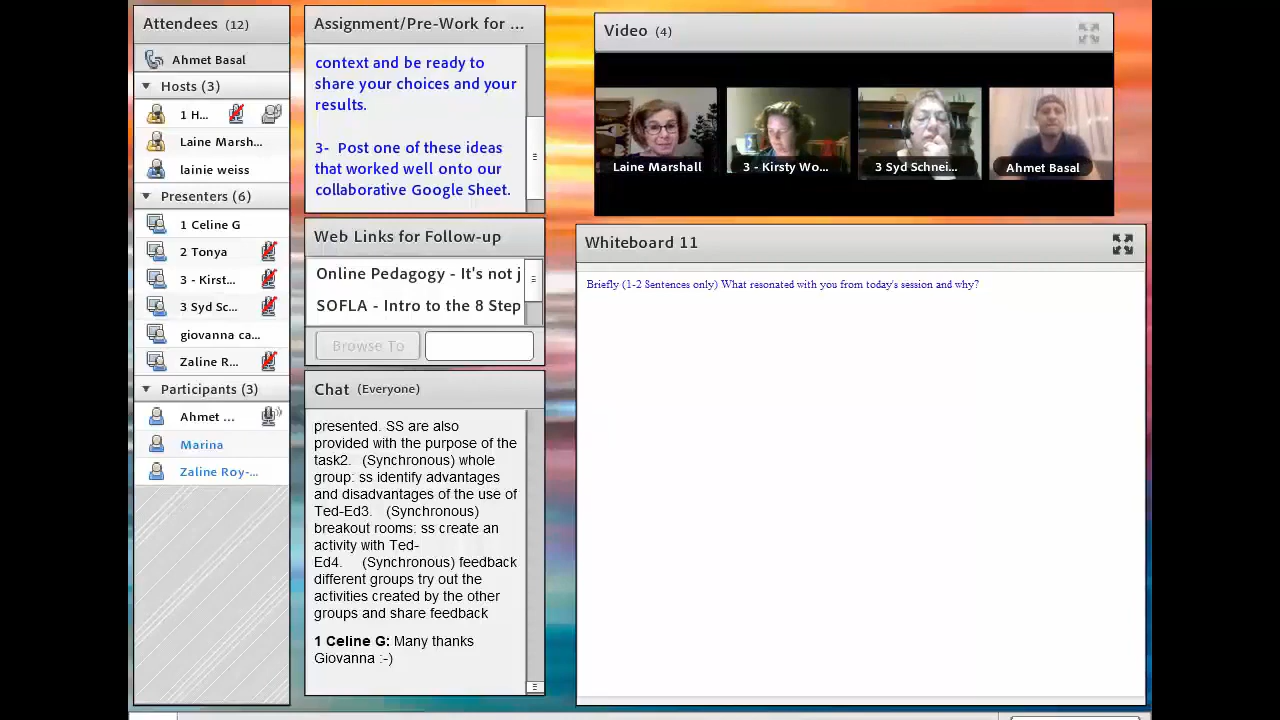 Attendees (12)
Ahmet Basal
Hosts (3)
1 H...
Laine Marsh...
lainie weiss
Presenters (6)
1 Celine G
2 Tonya
3 - Kirst...
3 Syd Sc...
giovanna ca...
Zaline R...
Participants (3)
Ahmet ...
Marina
Zaline Roy-...
Assignment/Pre-Work for ...
context and be ready to
share your choices and your
results.
3- Post one of these ideas
that worked well onto our
collaborative Google Sheet.
Web Links for Follow-up
Online Pedagogy - It's not j
SOFLA - Intro to the 8 Step
Browse To
Chat (Everyone)
presented. SS are also
provided with the purpose of the
task2. (Synchronous) whole
group: ss identify advantages
and disadvantages of the use of
Ted-Ed3. (Synchronous)
breakout rooms: ss create an
activity with Ted-
Ed4. (Synchronous) feedback
different groups try out the
activities created by the other
groups and share feedback
1 Celine G: Many thanks
Giovanna :-)
Video (4)
Laine Marshall
3 - Kirsty Wo...
3 Syd Schnei...
Ahmet Basal
Whiteboard 11
Briefly (1-2 Sentences only) What resonated with you from today's session and why?